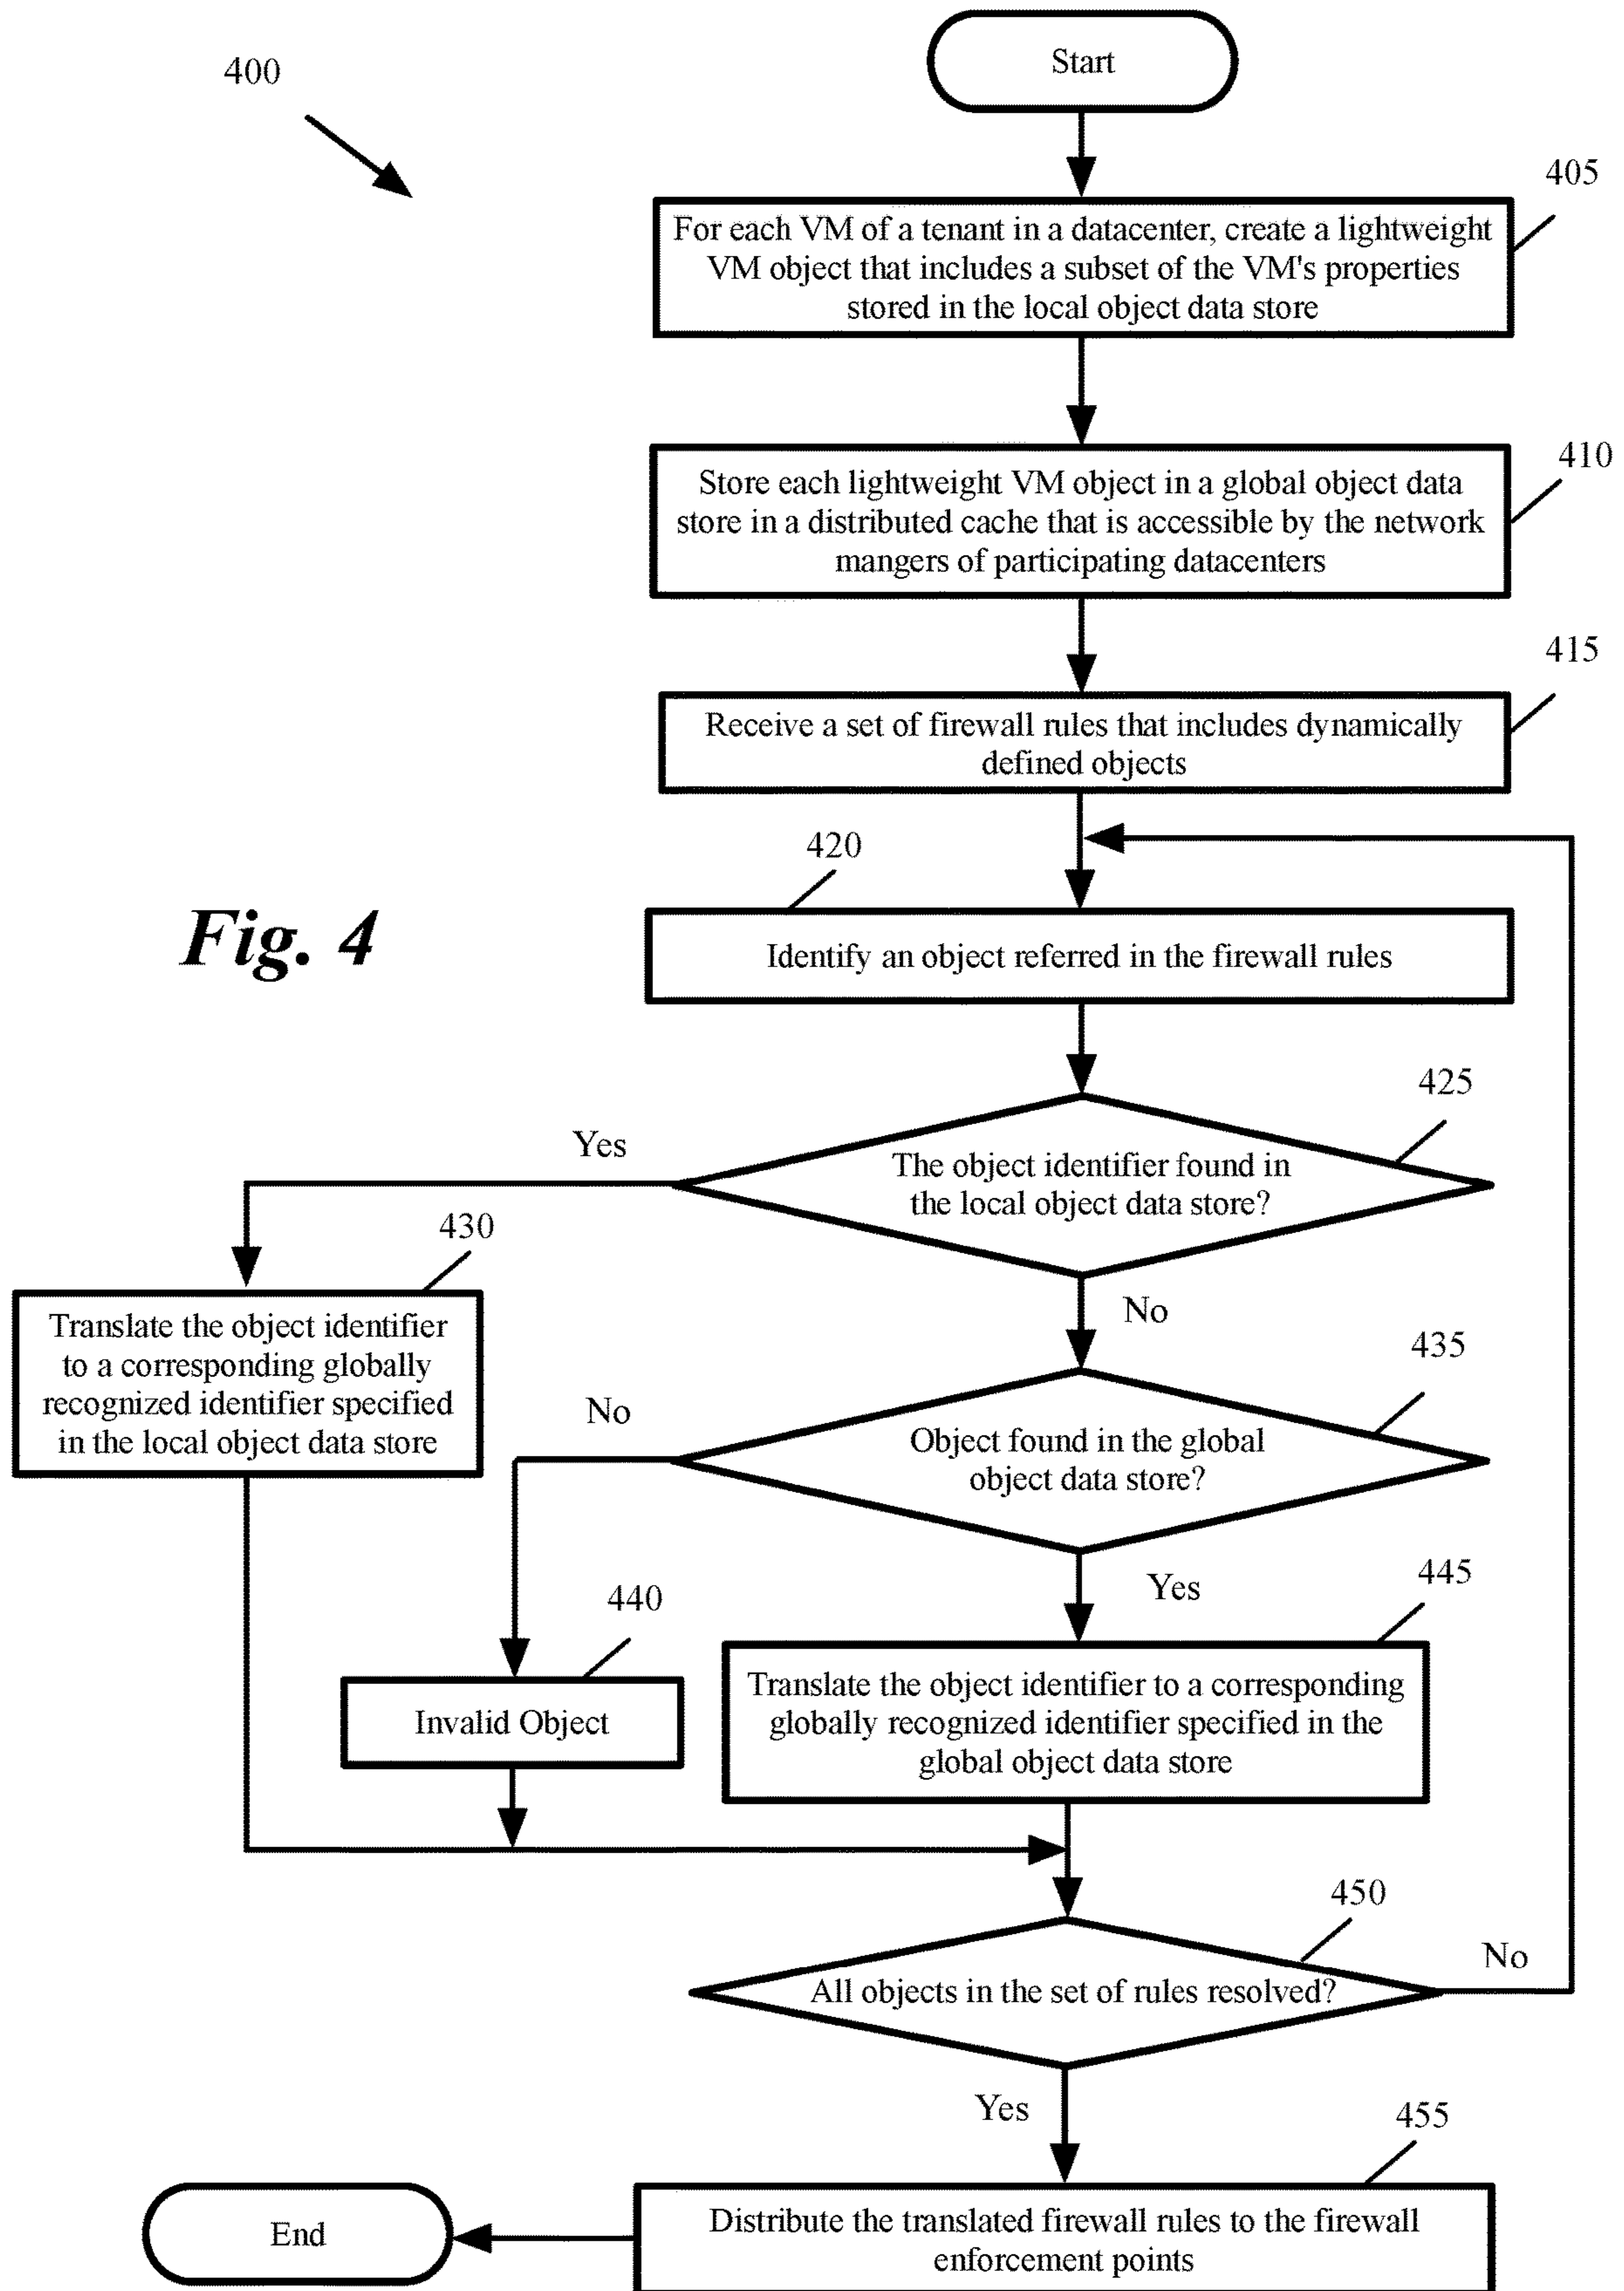 Start
400
405
For each VM of a tenant in a datacenter, create a lightweight
VM object that includes a subset of the VM's properties
stored in the local object data store
410
Store each lightweight VM object in a global object data
store in a distributed cache that is accessible by the network
mangers of participating datacenters
415
Receive a set of firewall rules that includes dynamically
defined objects
420
Fig. 4
Identify an object referred in the firewall rules
425
Yes
The object identifier found in
the local object data store?
430
No
Translate the object identifier
to a corresponding globally
recognized identifier specified
in the local object data store
435
No
Object found in the global
object data store?
Yes
445
440
Translate the object identifier to a corresponding
globally recognized identifier specified in the
global object data store
Invalid Object
450
No
All objects in the set of rules resolved?
Yes
455
Distribute the translated firewall rules to the firewall
enforcement points
End